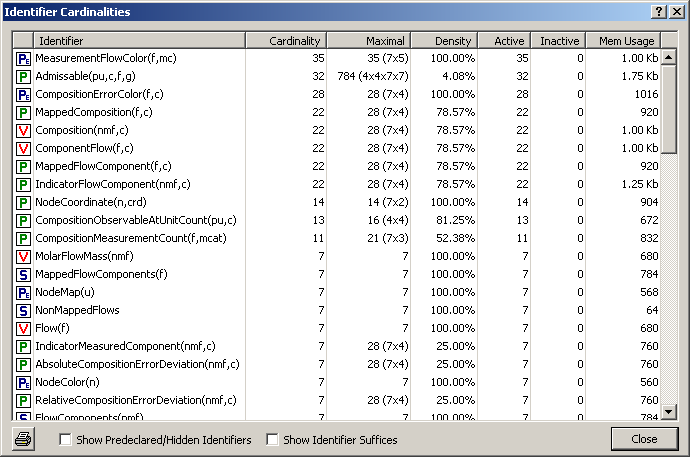 Identifier Cardinalities
Identifier Cardinality Maximal Density Active Inactive Mem Usage
PE MeasurementFlowColor(f,mc) 35 35 (7x5) 100.00% 35 0 1.00 Kb
P Admissable(pu,c,f,g) 32 784 (4x4x7x7) 4.08% 32 0 1.75 Kb
PE CompositionErrorColor(f,c) 28 28 (7x4) 100.00% 28 0 1016
P MappedComposition(f,c) 22 28 (7x4) 78.57% 22 0 920
V Composition(nmf,c) 22 28 (7x4) 78.57% 22 0 1.00 Kb
V ComponentFlow(f,c) 22 28 (7x4) 78.57% 22 0 1.00 Kb
P MappedFlowComponent(f,c) 22 28 (7x4) 78.57% 22 0 920
P IndicatorFlowComponent(nmf,c) 22 28 (7x4) 78.57% 22 0 1.25 Kb
P NodeCoordinate(n,crd) 14 14 (7x2) 100.00% 14 0 904
P CompositionObservableAtUnitCount(pu,c) 13 16 (4x4) 81.25% 13 0 672
P CompositionMeasurementCount(f,mcat) 11 21 (7x3) 52.38% 11 0 832
V MolarFlowMass(nmf) 7 7 100.00% 7 0 680
S MappedFlowComponents(f) 7 7 100.00% 7 0 784
PE NodeMap(u) 7 7 100.00% 7 0 568
S NonMappedFlows 7 7 100.00% 7 0 64
V Flow(f) 7 7 100.00% 7 0 680
P IndicatorMeasuredComponent(nmf,c) 7 28 (7x4) 25.00% 7 0 760
P AbsoluteCompositionErrorDeviation(nmf,c) 7 28 (7x4) 25.00% 7 0 760
PE NodeColor(n) 7 7 100.00% 7 0 560
P RelativeCompositionErrorDeviation(nmf,c) 7 28 (7x4) 25.00% 7 0 760
S FlowComponents(nmf) 7 7 100.00% 7 0 784
Show Predeclared/Hidden Identifiers Show Identifier Suffices Close